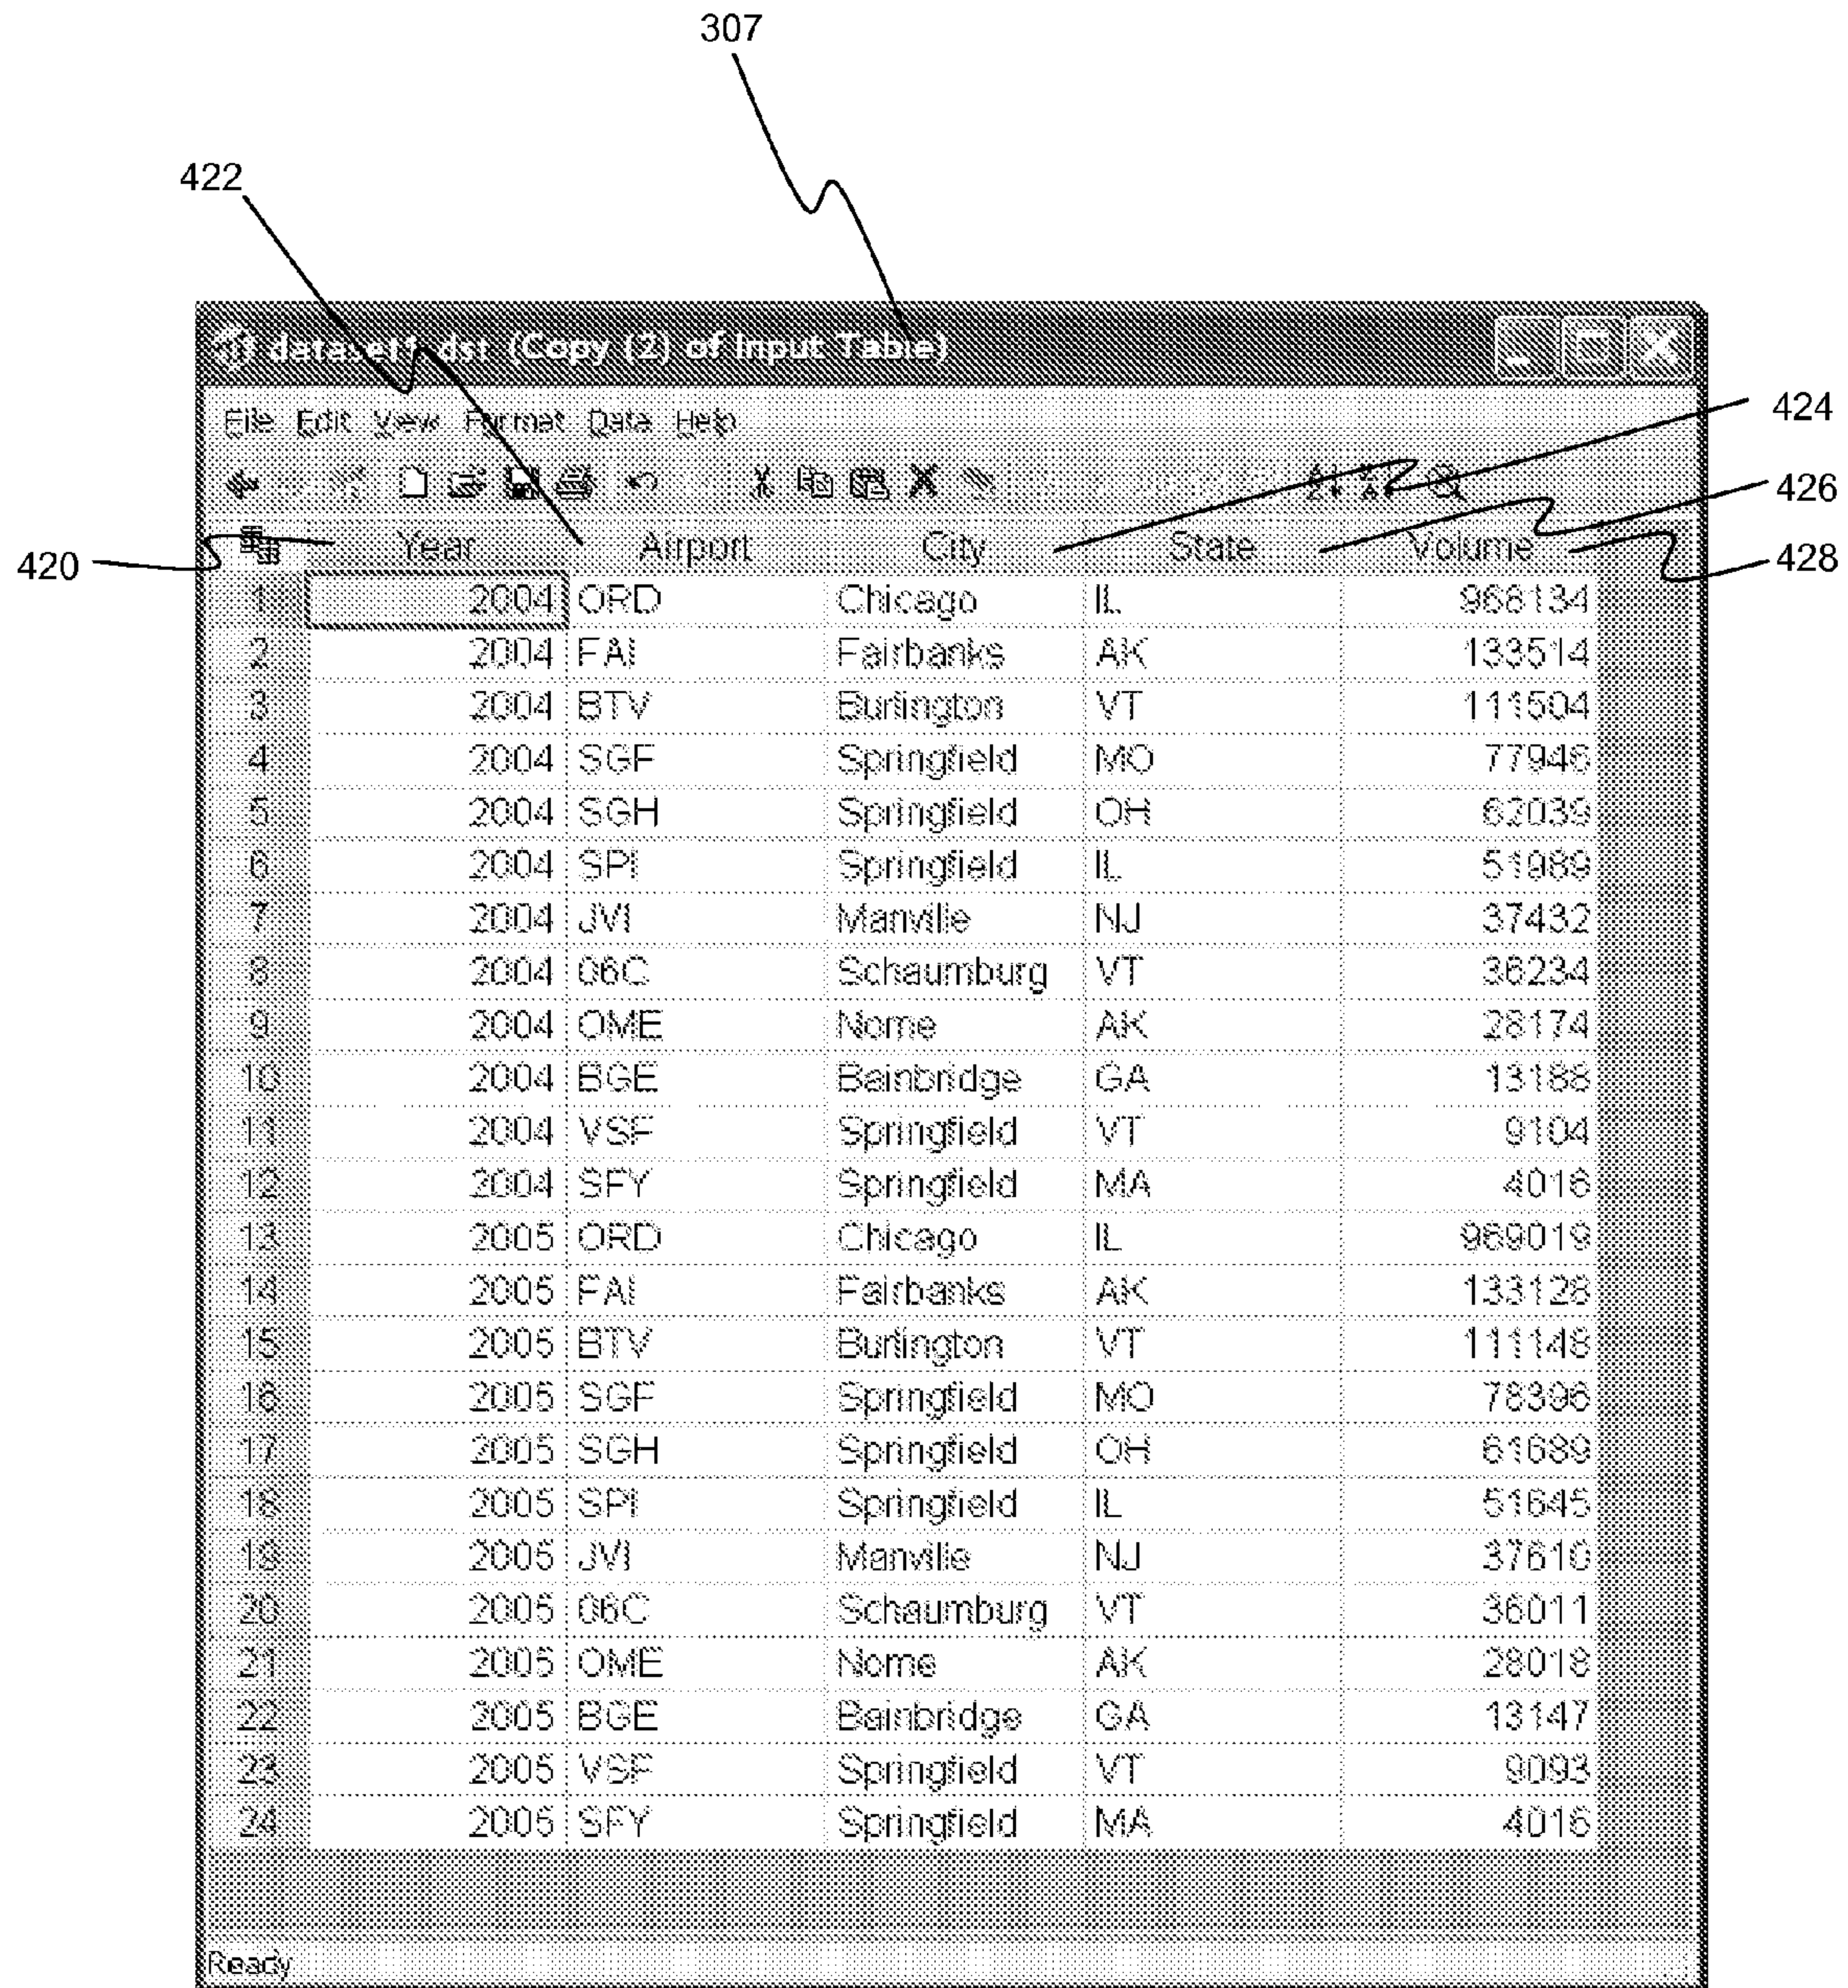 307
422
dataset1.dst (Copy (2) of Input Table)
File Edit View Format Data Help
424
426
420
428
Year Airport City State Volume
1 2004 ORD Chicago IL 966134
2 2004 FAI Fairbanks AK 133514
3 2004 BTV Burlington VT 111504
4 2004 SGF Springfield MO 77946
5 2004 SGH Springfield OH 62039
6 2004 SPI Springfield IL 51989
7 2004 JVI Manville NJ 37432
8 2004 06C Schaumburg VT 36234
9 2004 OME Nome AK 28174
10 2004 BGE Bainbridge GA 13188
11 2004 VSF Springfield VT 9104
12 2004 SFY Springfield MA 4016
13 2005 ORD Chicago IL 969019
14 2005 FAI Fairbanks AK 133128
15 2005 BTV Burlington VT 111148
16 2005 SGF Springfield MO 78396
17 2005 SGH Springfield OH 61689
18 2005 SPI Springfield IL 51645
19 2005 JVI Manville NJ 37610
20 2005 06C Schaumburg VT 36011
21 2005 OME Nome AK 28018
22 2005 BGE Bainbridge GA 13147
23 2005 VSF Springfield VT 9093
24 2005 SFY Springfield MA 4016
Ready